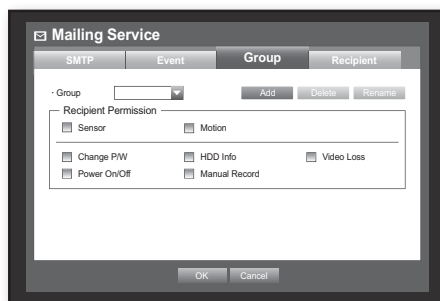 Mailing Service
SMTP Event Group Recipient
· Group Add Delete Rename
Recipient Permission
Sensor Motion
Change P/W HDD Info Video Loss
Power On/Off Manual Record
OK Cancel